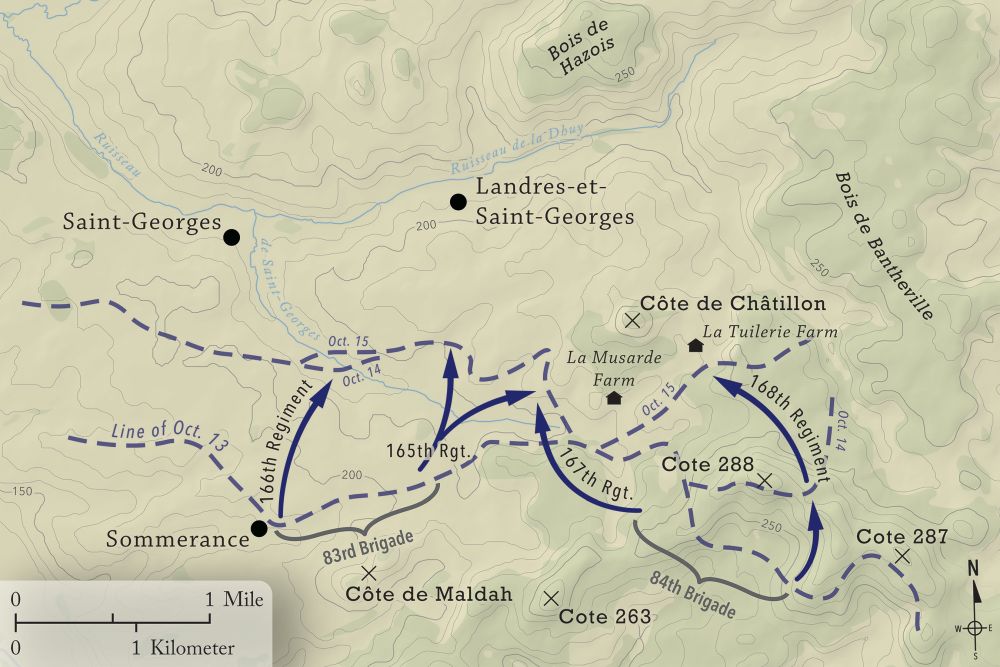 Bois de
Hazois
250
Ruisseau
Ruisseau de la Dhuy
200
Landres-et-
Saint-Georges
Saint-Georges
200
Bois de Bantheville
de Saint-Georges
250
Côte de Châtillon
La Tuilerie Farm
Oct. 15
La Musarde
Farm
Oct. 14
166th Regiment
Oct. 15
168th Regiment
Oct. 14
Line of Oct. 13
165th Rgt.
167th Rgt.
Cote 288
200
150
250
Sommerance
83rd Brigade
Cote 287
84th Brigade
Côte de Maldah
Cote 263
N
W
E
S
0
1 Mile
0
1 Kilometer